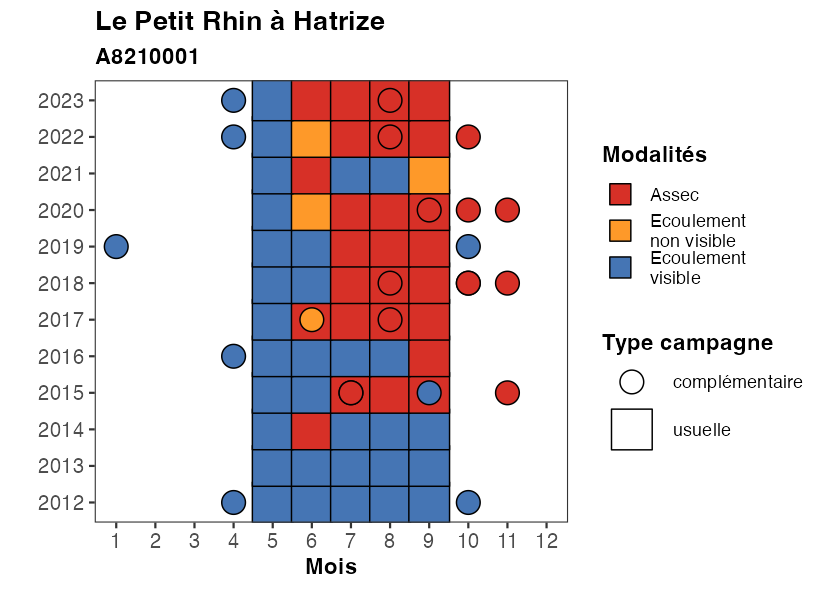 Le Petit Rhin à Hatrize
A8210001
2023
2022
2021
2020
2019
2018
2017
2016
2015
2014
2013
2012
1 2 3 4 5 6 7 8 9 10 11 12
Mois
Modalités
Assec
Ecoulement
non visible
Ecoulement
visible
Type campagne
complémentaire
usuelle